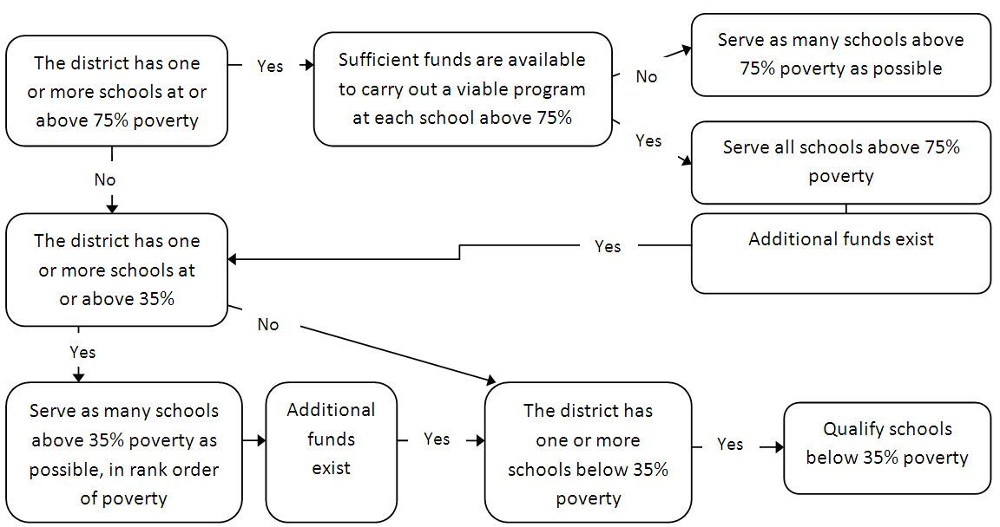 The district has one
or more schools at or
above 75% poverty
Yes
Sufficient funds are available
to carry out a viable program
at each school above 75%
No
Serve as many schools above
75% poverty as possible
Yes
Serve all schools above 75%
poverty
No
The district has one
or more schools at
or above 35%
Yes
Additional funds exist
No
Yes
Serve as many schools
above 35% poverty as
possible, in rank order
of poverty
Additional
funds
exist
Yes
The district has
one or more
schools below 35%
poverty
Yes
Qualify schools
below 35% poverty